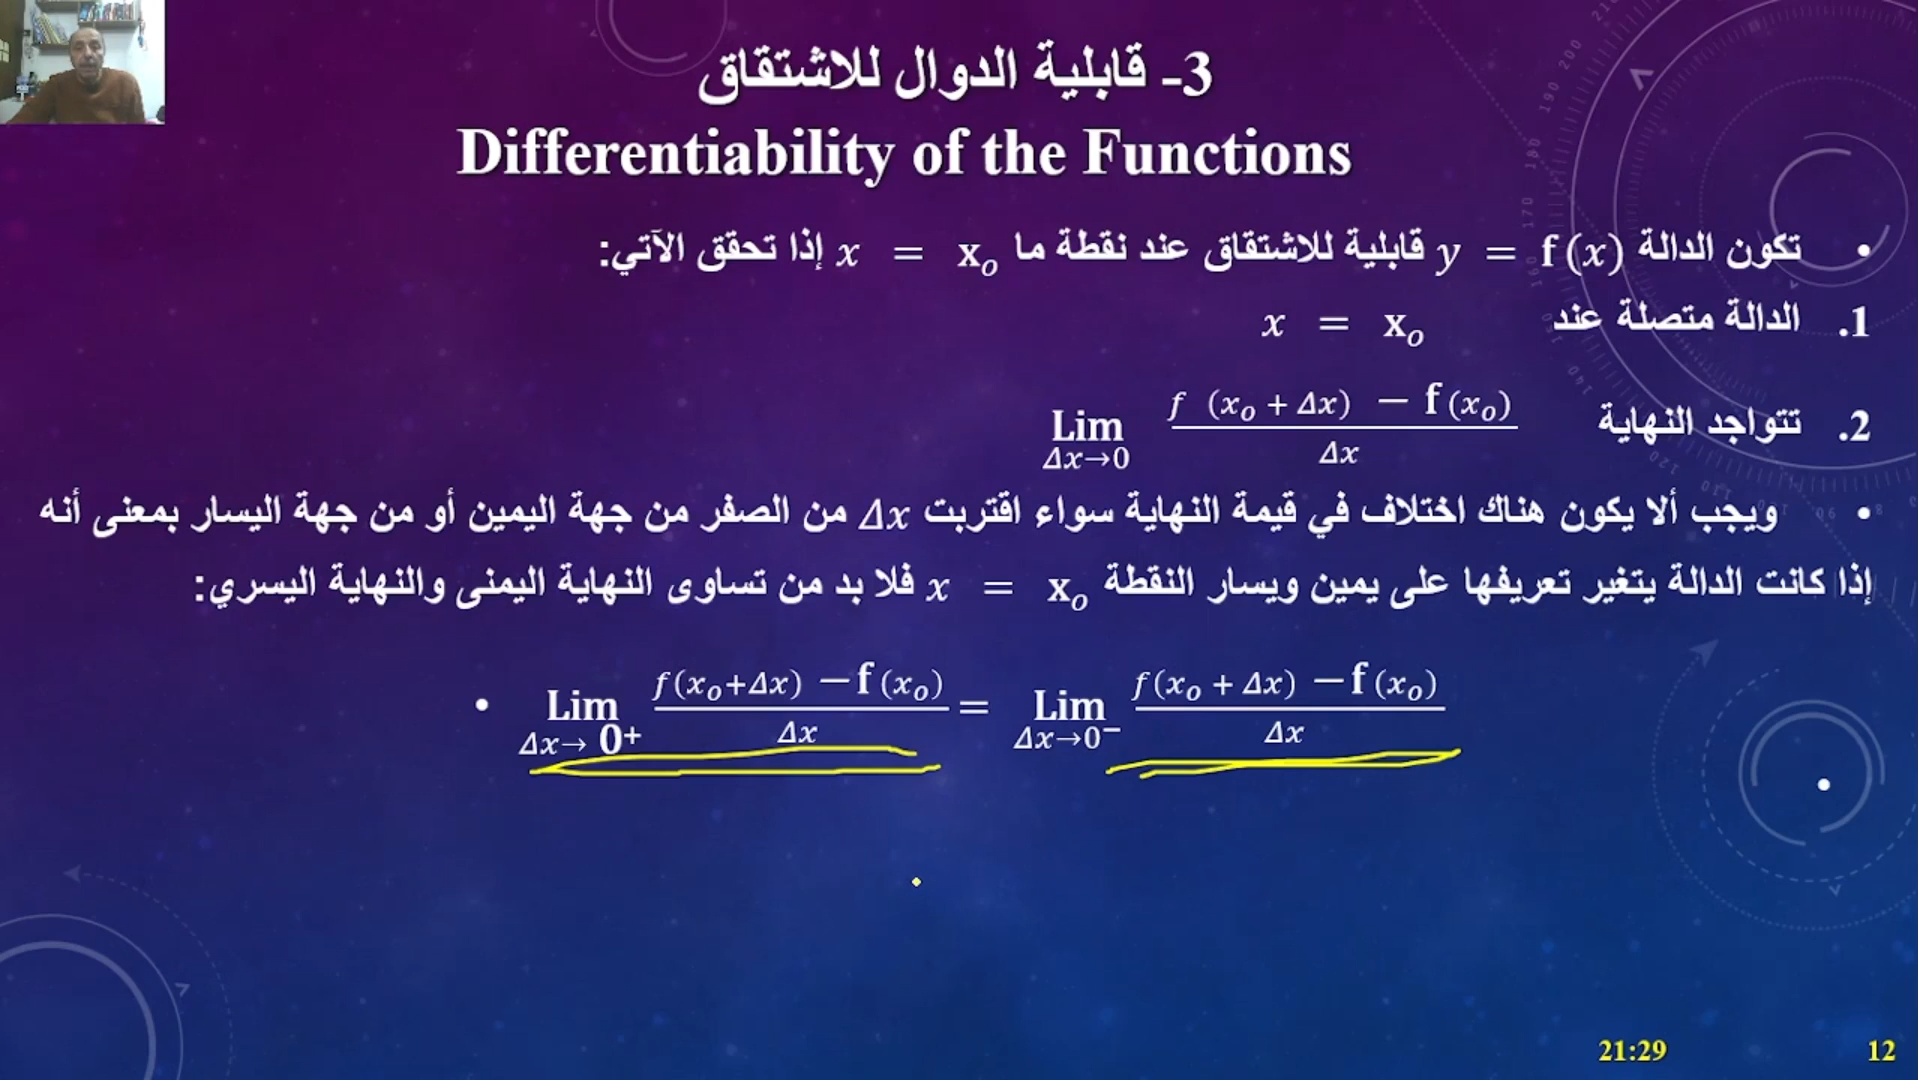 3- قابلية الدوال للاشتقاق
Differentiability of the Functions
• تكون الدالة y = f(x) قابلية للاشتقاق عند نقطة ما x = x₀ إذا تحقق الآتي:
1. الدالة متصلة عند x = x₀
2. تتواجد النهاية Lim Δx→0 (f (x₀ + Δx) − f(x₀))/Δx
• ويجب ألا يكون هناك اختلاف في قيمة النهاية سواء اقتربت Δx من الصفر من جهة اليمين أو من جهة اليسار بمعنى أنه
إذا كانت الدالة يتغير تعريفها على يمين ويسار النقطة x = x₀ فلا بد من تساوى النهاية اليمنى والنهاية اليسري:
• Lim Δx→0⁺ (f(x₀+Δx) − f(x₀))/Δx = Lim Δx→0⁻ (f(x₀ + Δx) − f(x₀))/Δx
21:29
12